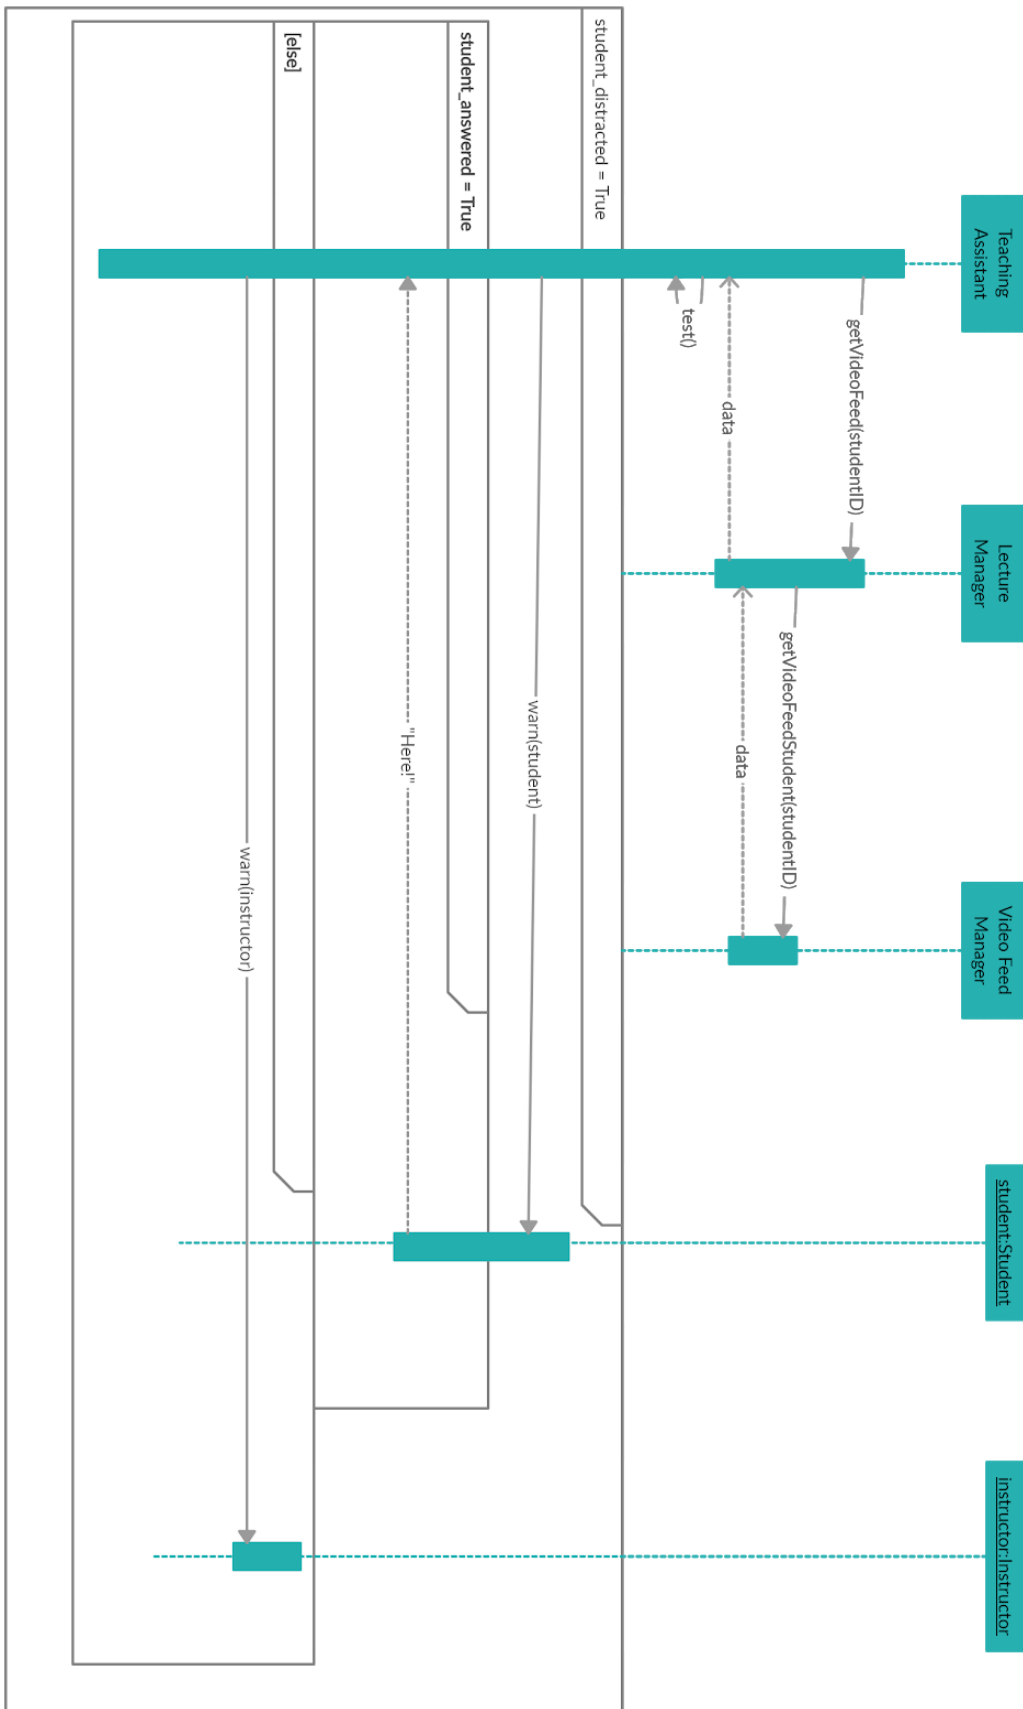 Teaching
Assistant
Lecture
Manager
Video Feed
Manager
student:Student
instructor:Instructor
getVideoFeed(studentID)
getVideoFeedStudent(studentID)
data
data
test()
student_distracted = True
warn(student)
student_answered = True
"Here!"
[else]
warn(instructor)